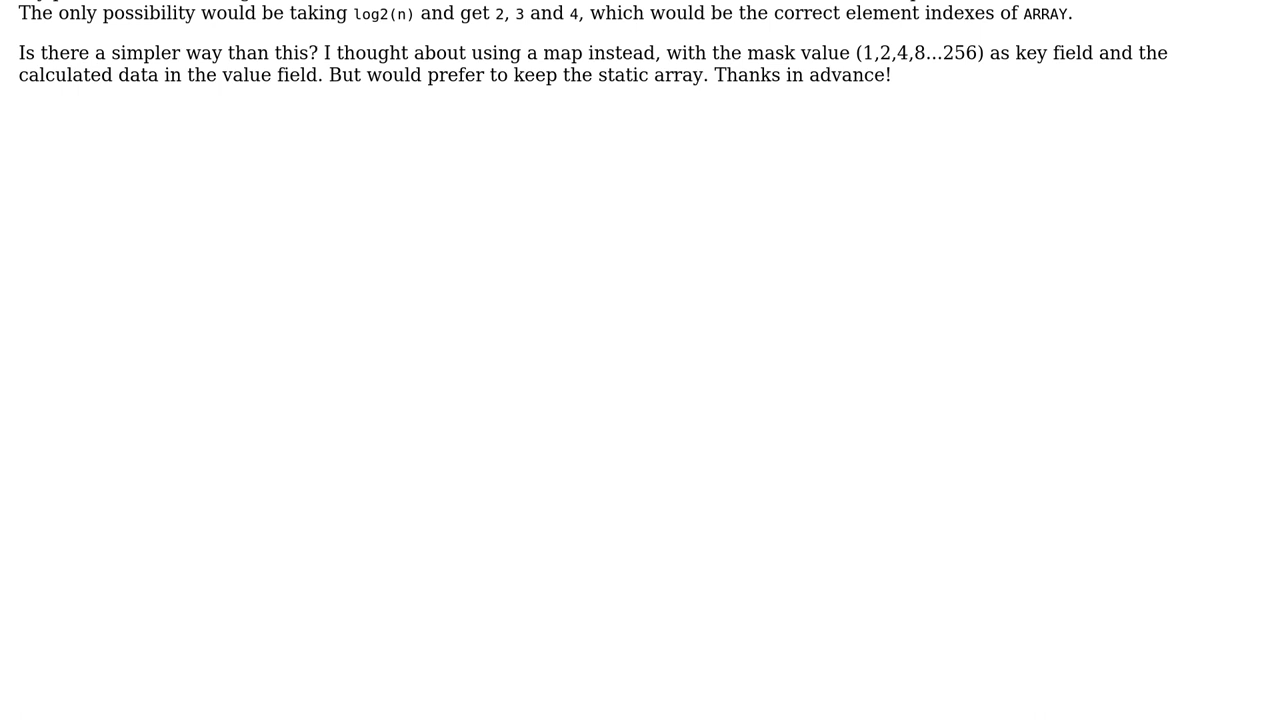 The only possibility would be taking log2(n) and get 2, 3 and 4, which would be the correct element indexes of ARRAY.
Is there a simpler way than this? I thought about using a map instead, with the mask value (1,2,4,8...256) as key field and the
calculated data in the value field. But would prefer to keep the static array. Thanks in advance!